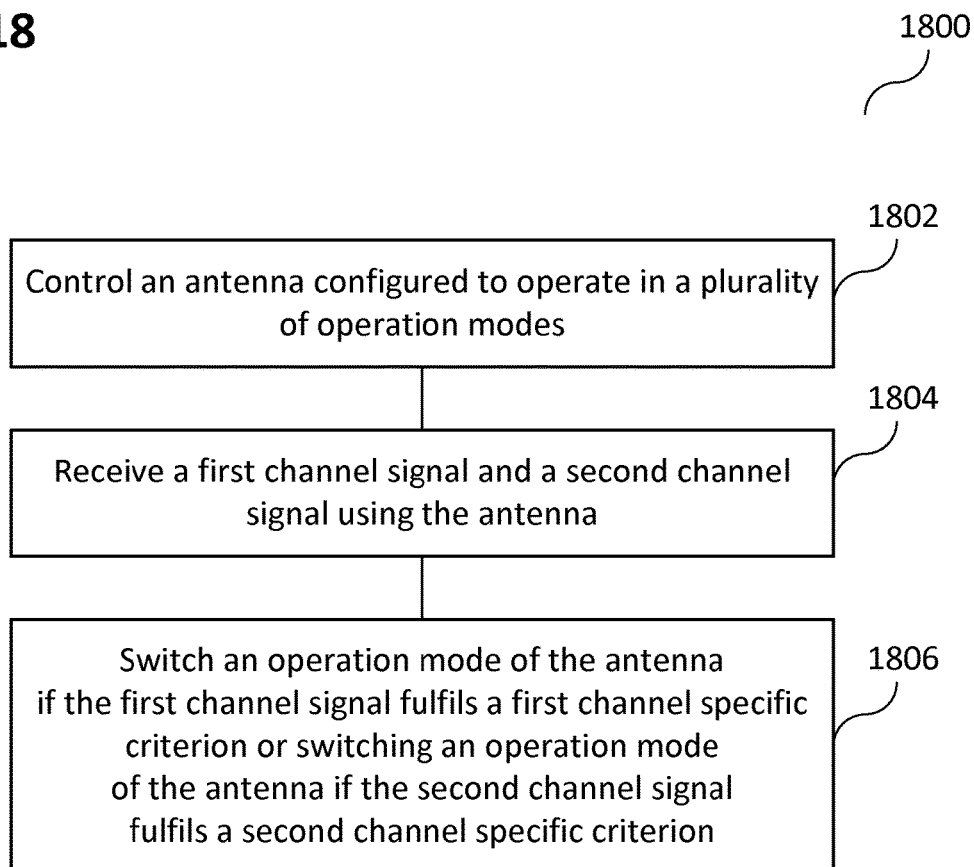 18
1800
1802
Control an antenna configured to operate in a plurality
of operation modes
1804
Receive a first channel signal and a second channel
signal using the antenna
1806
Switch an operation mode of the antenna
if the first channel signal fulfils a first channel specific
criterion or switching an operation mode
of the antenna if the second channel signal
fulfils a second channel specific criterion